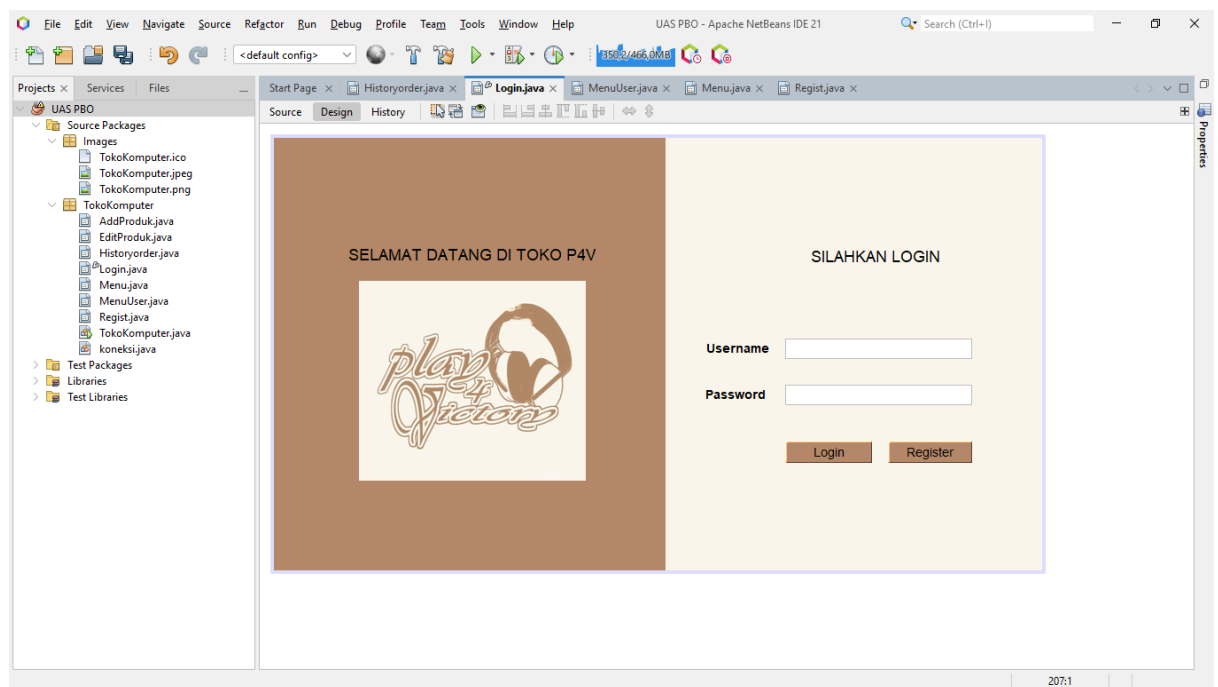 File Edit View Navigate Source Refactor Run Debug Profile Team Tools Window Help UAS PBO - Apache NetBeans IDE 21 Search (Ctrl+I)
<default config> 350,2/466,0MB
Projects Services Files
Start Page Historyorder.java Login.java MenuUser.java Menu.java Regist.java
Source Design History
UAS PBO
Source Packages
Images
TokoKomputer.ico
TokoKomputer.jpeg
TokoKomputer.png
TokoKomputer
AddProduk.java
EditProduk.java
Historyorder.java
Login.java
Menu.java
MenuUser.java
Regist.java
TokoKomputer.java
koneksi.java
Test Packages
Libraries
Test Libraries
SELAMAT DATANG DI TOKO P4V
play
4
Victory
SILAHKAN LOGIN
Username
Password
Login Register
Properties
207:1